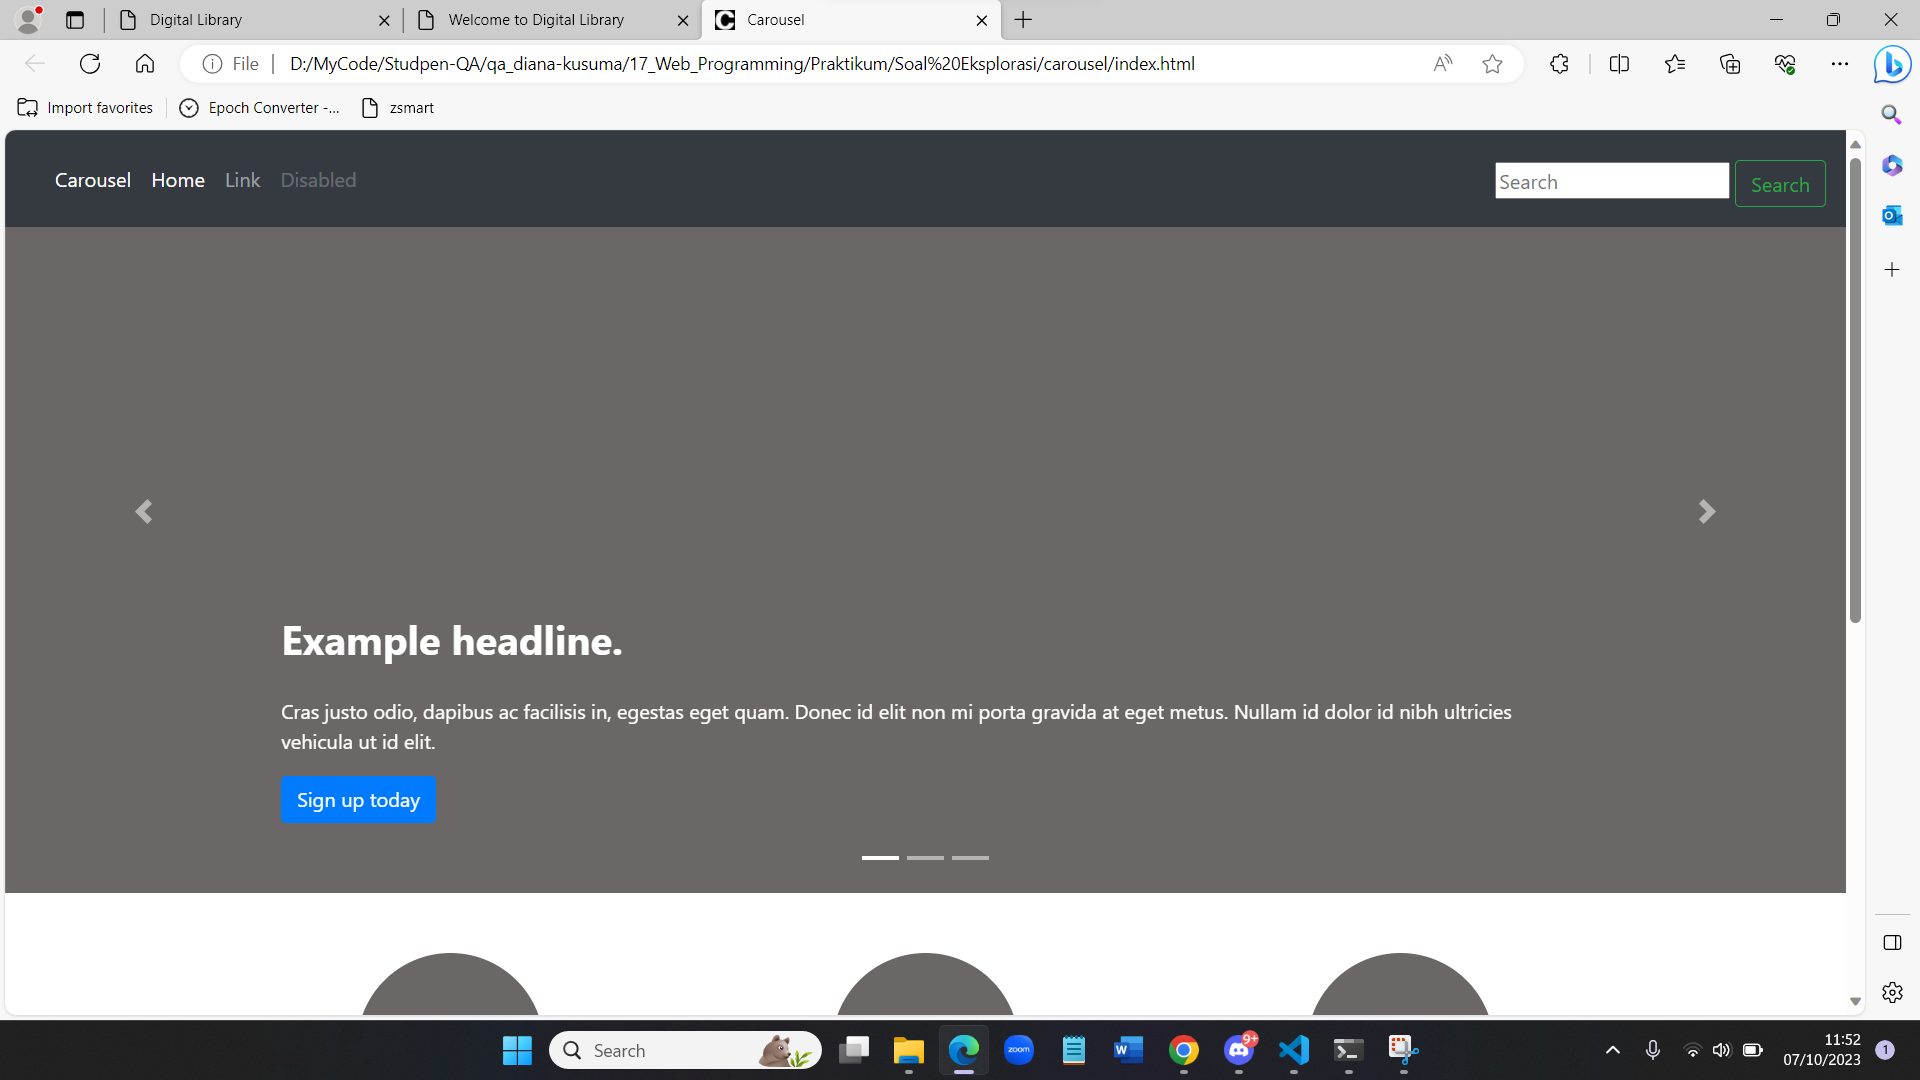 Digital Library
Welcome to Digital Library
Carousel
File
D:/MyCode/Studpen-QA/qa_diana-kusuma/17_Web_Programming/Praktikum/Soal%20Eksplorasi/carousel/index.html
Import favorites
Epoch Converter -...
zsmart
Carousel Home Link Disabled
Search
Search
Example headline.
Cras justo odio, dapibus ac facilisis in, egestas eget quam. Donec id elit non mi porta gravida at eget metus. Nullam id dolor id nibh ultricies
vehicula ut id elit.
Sign up today
Search
zoom
9+
11:52
07/10/2023
1